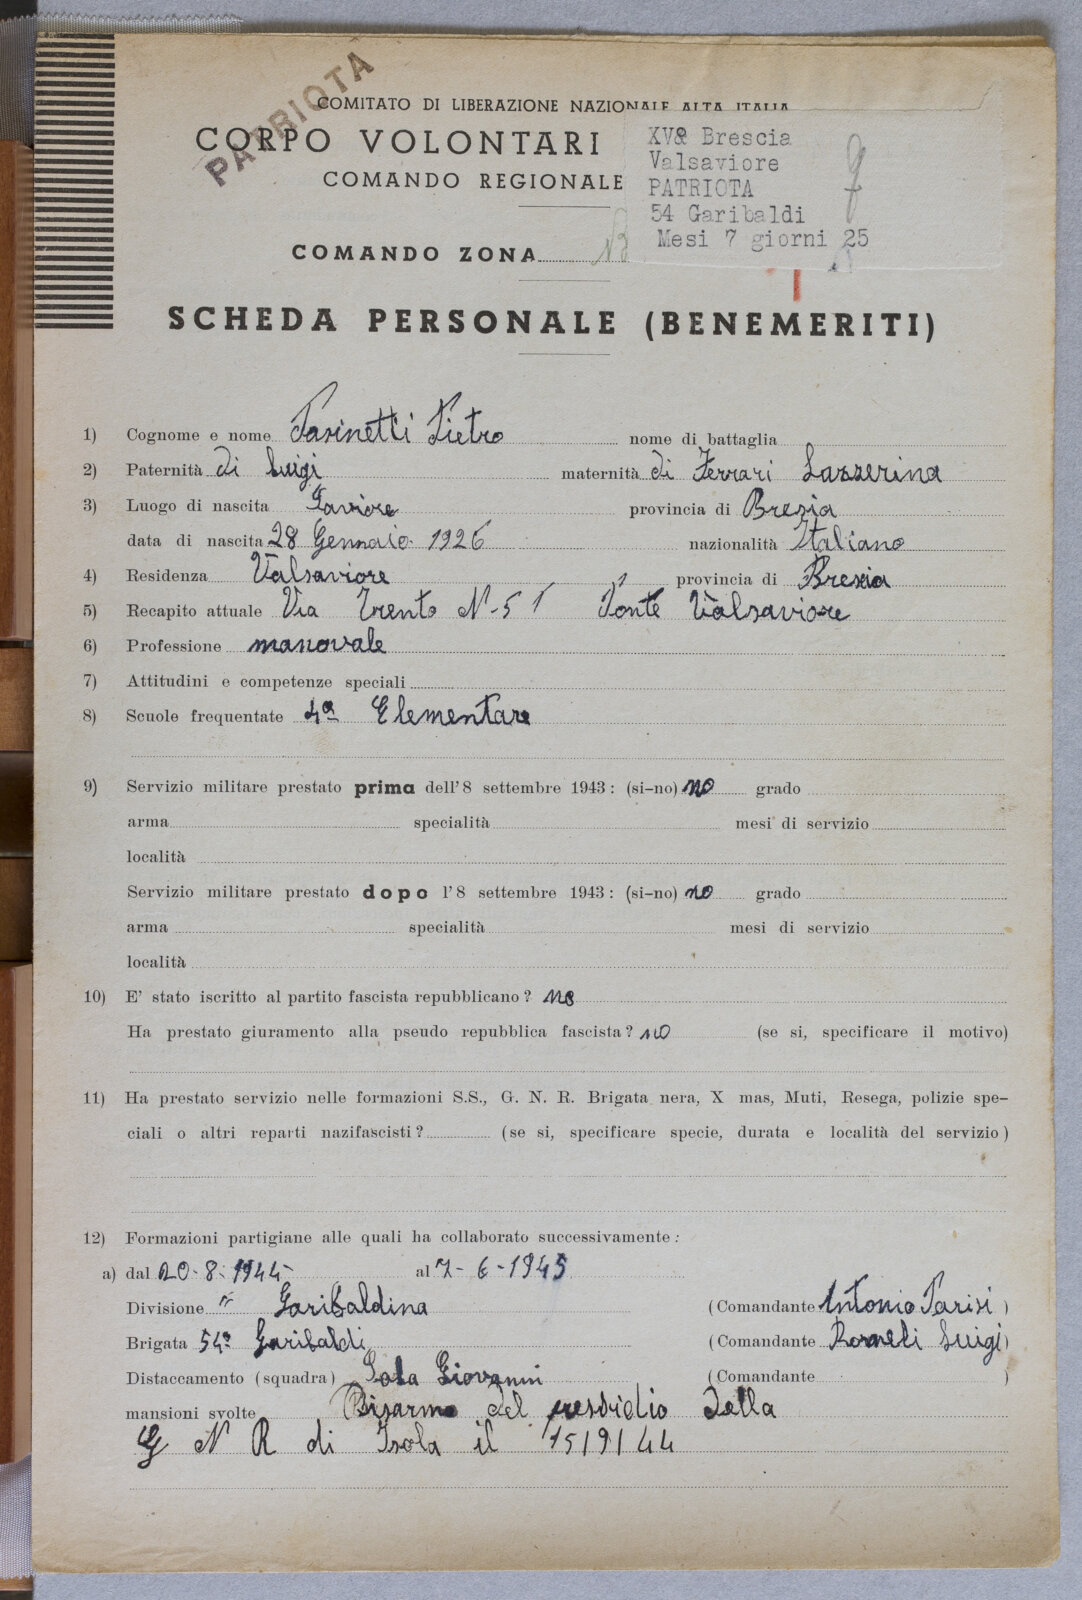 PATRIOTA
COMITATO DI LIBERAZIONE NAZIONALE ALTA ITALIA
CORPO VOLONTARI
COMANDO REGIONALE
XV& Brescia
Valsaviore
PATRIOTA
54 Garibaldi
Mesi 7 giorni 25
COMANDO ZONA
SCHEDA PERSONALE (BENEMERITI)
1) Cognome e nome Parinetti Pietro nome di battaglia
2) Paternità di Luigi maternità di Ferrari Lazzerina
3) Luogo di nascita Saviore provincia di Bresia
data di nascita 28 Gennaio 1926 nazionalità Italiano
4) Residenza Valsaviore provincia di Bresia
5) Recapito attuale Via Trento N-51 Ponte Valsaviore
6) Professione manovale
7) Attitudini e competenze speciali
8) Scuole frequentate 4ª Elementare
9) Servizio militare prestato prima dell'8 settembre 1943: (si-no) no grado
arma specialità mesi di servizio
località
Servizio militare prestato dopo l'8 settembre 1943: (si-no) no grado
arma specialità mesi di servizio
località
10) E' stato iscritto al partito fascista repubblicano? no
Ha prestato giuramento alla pseudo repubblica fascista? no (se si, specificare il motivo)
11) Ha prestato servizio nelle formazioni S.S., G. N. R. Brigata nera, X mas, Muti, Resega, polizie spe-
ciali o altri reparti nazifascisti? (se si, specificare specie, durata e località del servizio)
12) Formazioni partigiane alle quali ha collaborato successivamente:
a) dal 20-8-1944 al 7-6-1945
Divisione Garibaldina (Comandante Antonio Parisi)
Brigata 54ª Garibaldi (Comandante Romeli Luigi)
Distaccamento (squadra) Sala Giovanni (Comandante )
mansioni svolte Disarmo del presidio della
G N R di Isola il 15/9/44